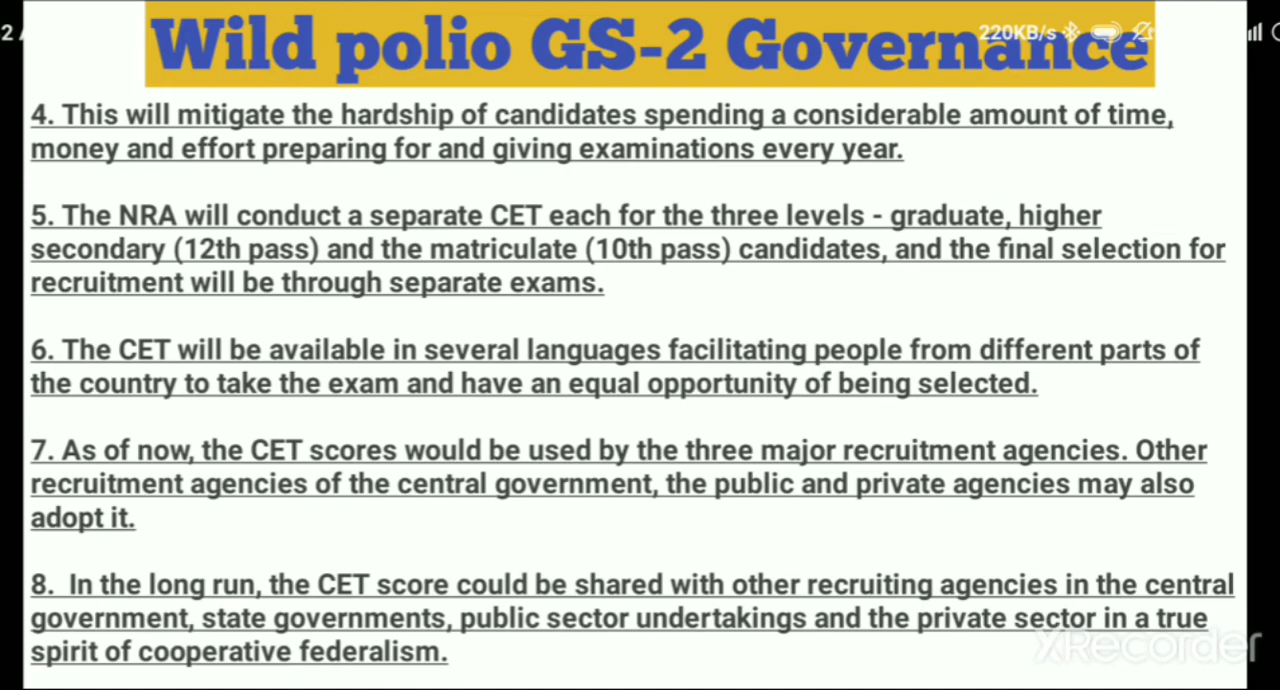 2
Wild polio GS-2 Governance
220KB/s
4. This will mitigate the hardship of candidates spending a considerable amount of time,
money and effort preparing for and giving examinations every year.
5. The NRA will conduct a separate CET each for the three levels - graduate, higher
secondary (12th pass) and the matriculate (10th pass) candidates, and the final selection for
recruitment will be through separate exams.
6. The CET will be available in several languages facilitating people from different parts of
the country to take the exam and have an equal opportunity of being selected.
7. As of now, the CET scores would be used by the three major recruitment agencies. Other
recruitment agencies of the central government, the public and private agencies may also
adopt it.
8.  In the long run, the CET score could be shared with other recruiting agencies in the central
government, state governments, public sector undertakings and the private sector in a true
spirit of cooperative federalism.
XRecorder